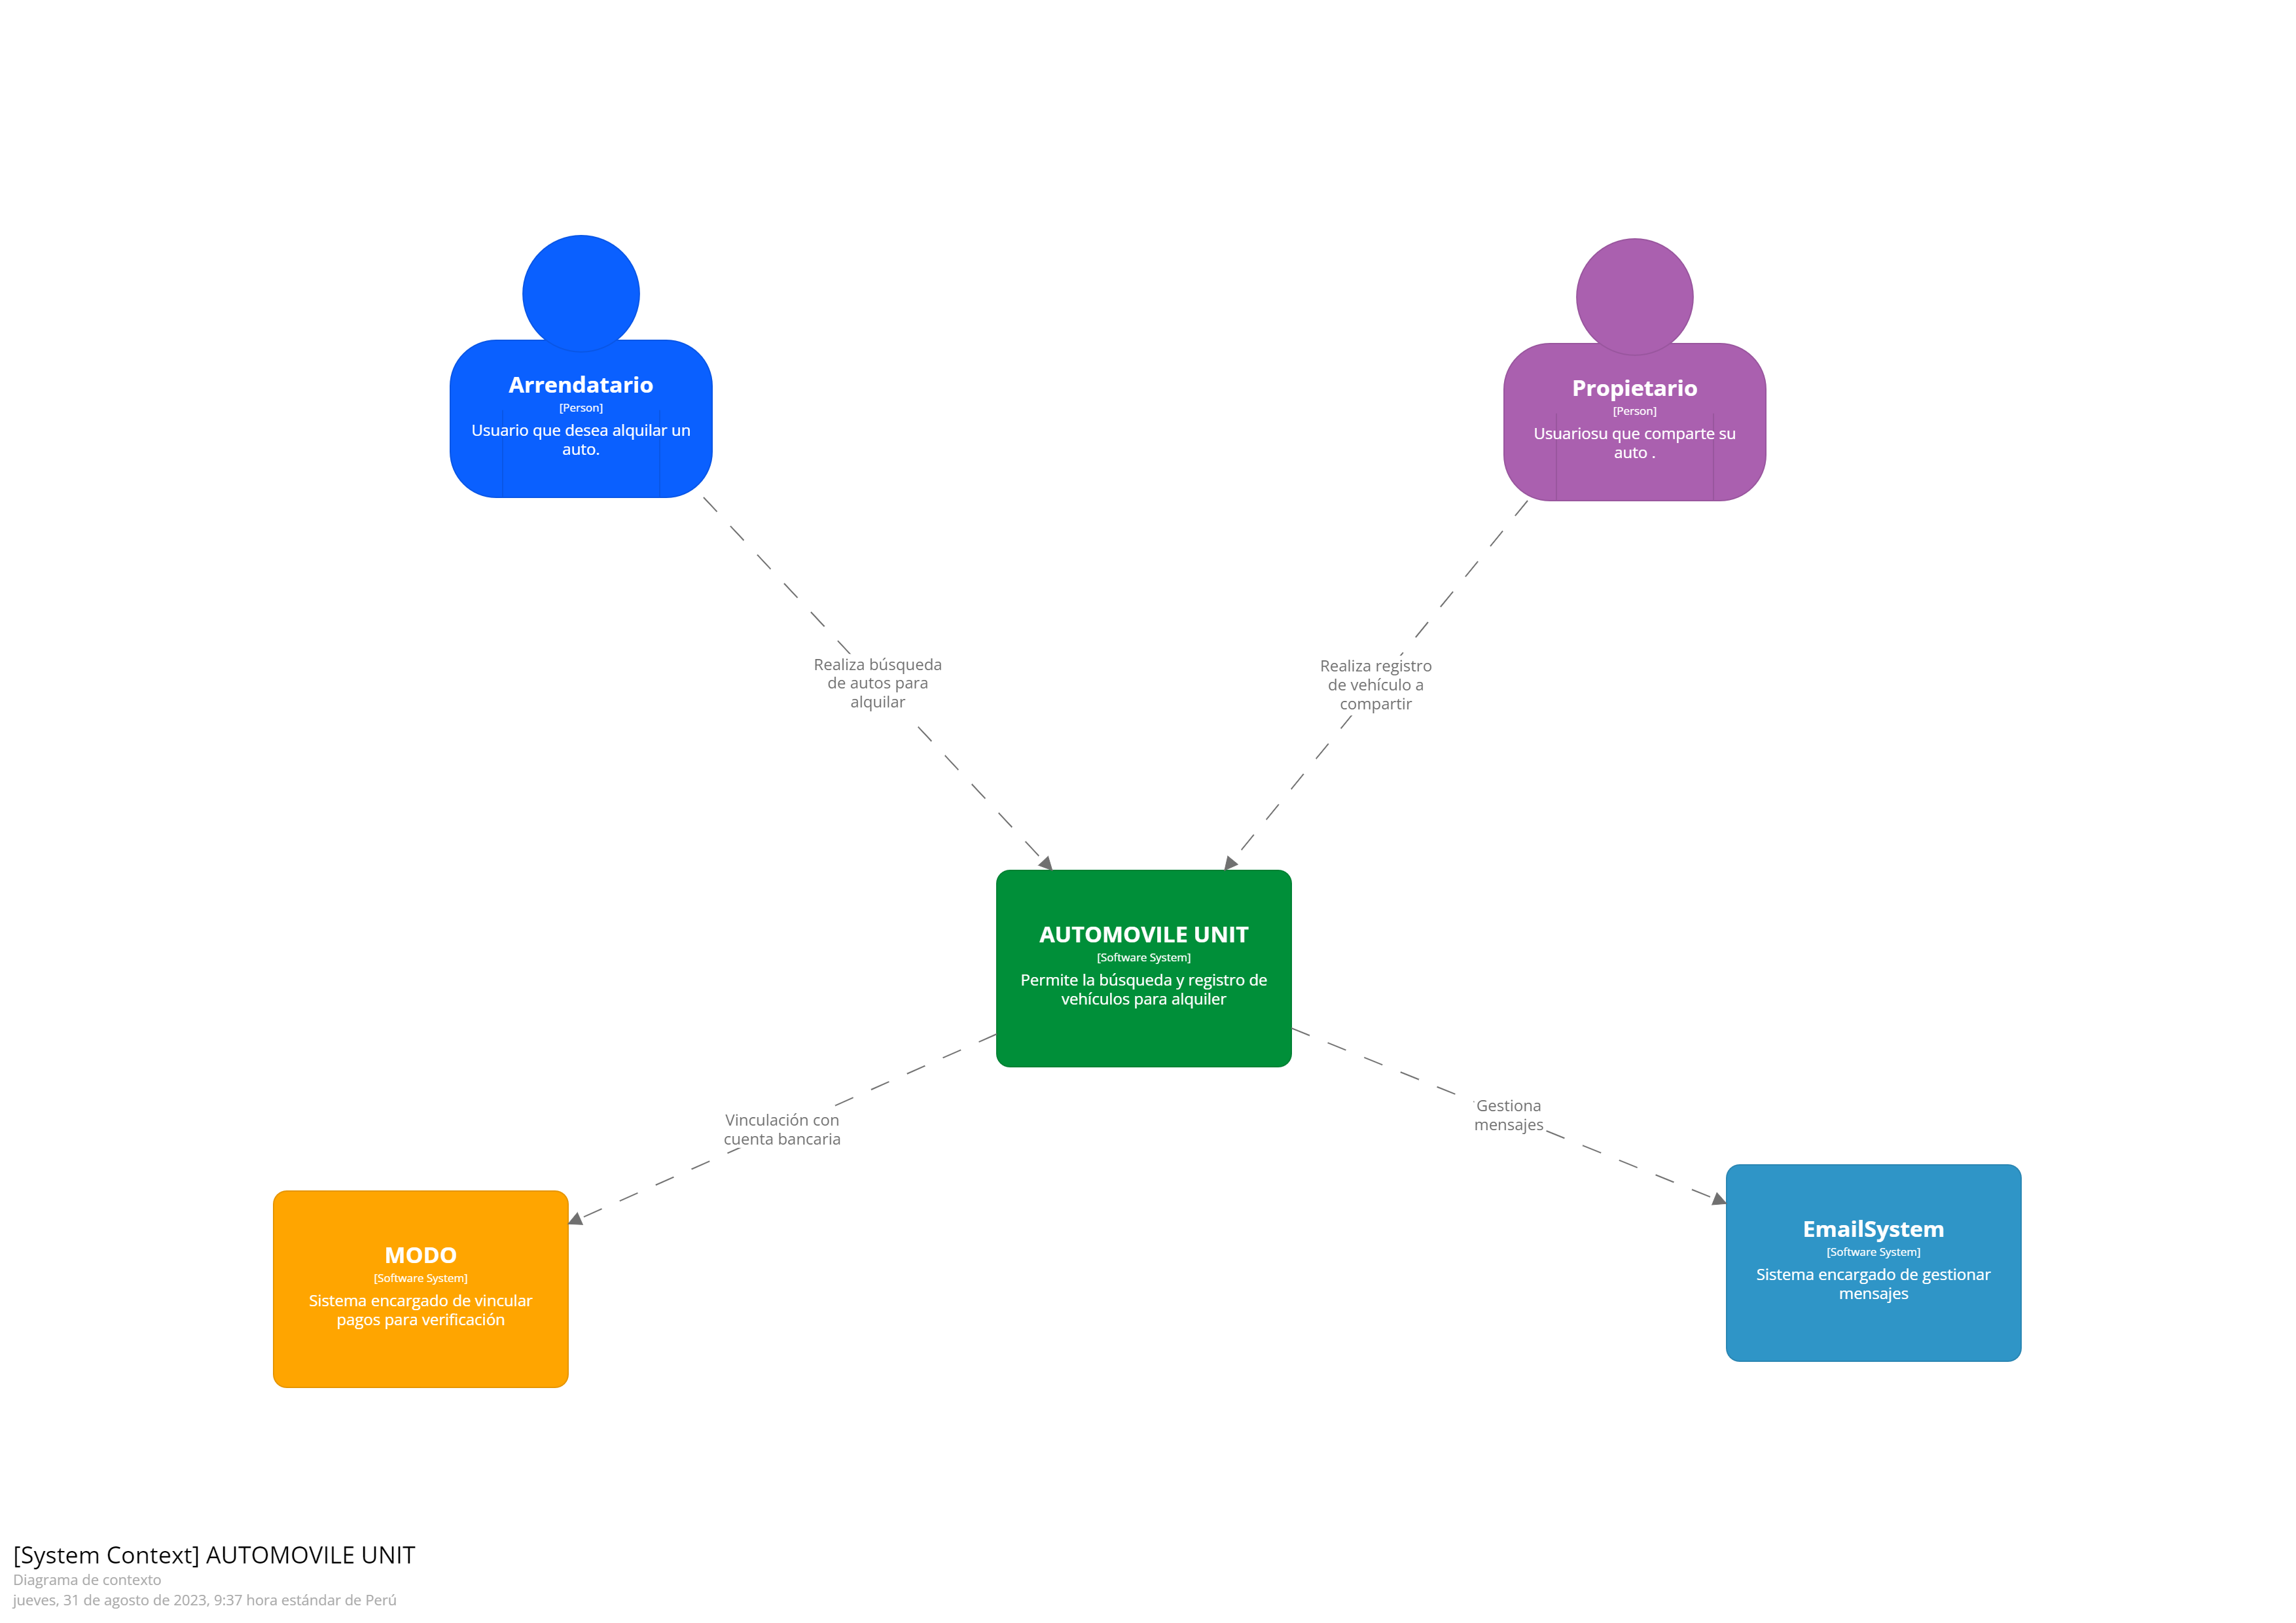 Arrendatario
[Person]
Usuario que desea alquilar un
auto.
Propietario
[Person]
Usuariosu que comparte su
auto .
Realiza búsqueda
de autos para
alquilar
Realiza registro
de vehículo a
compartir
AUTOMOVILE UNIT
[Software System]
Permite la búsqueda y registro de
vehículos para alquiler
Vinculación con
cuenta bancaria
Gestiona
mensajes
MODO
[Software System]
Sistema encargado de vincular
pagos para verificación
EmailSystem
[Software System]
Sistema encargado de gestionar
mensajes
[System Context] AUTOMOVILE UNIT
Diagrama de contexto
jueves, 31 de agosto de 2023, 9:37 hora estándar de Perú